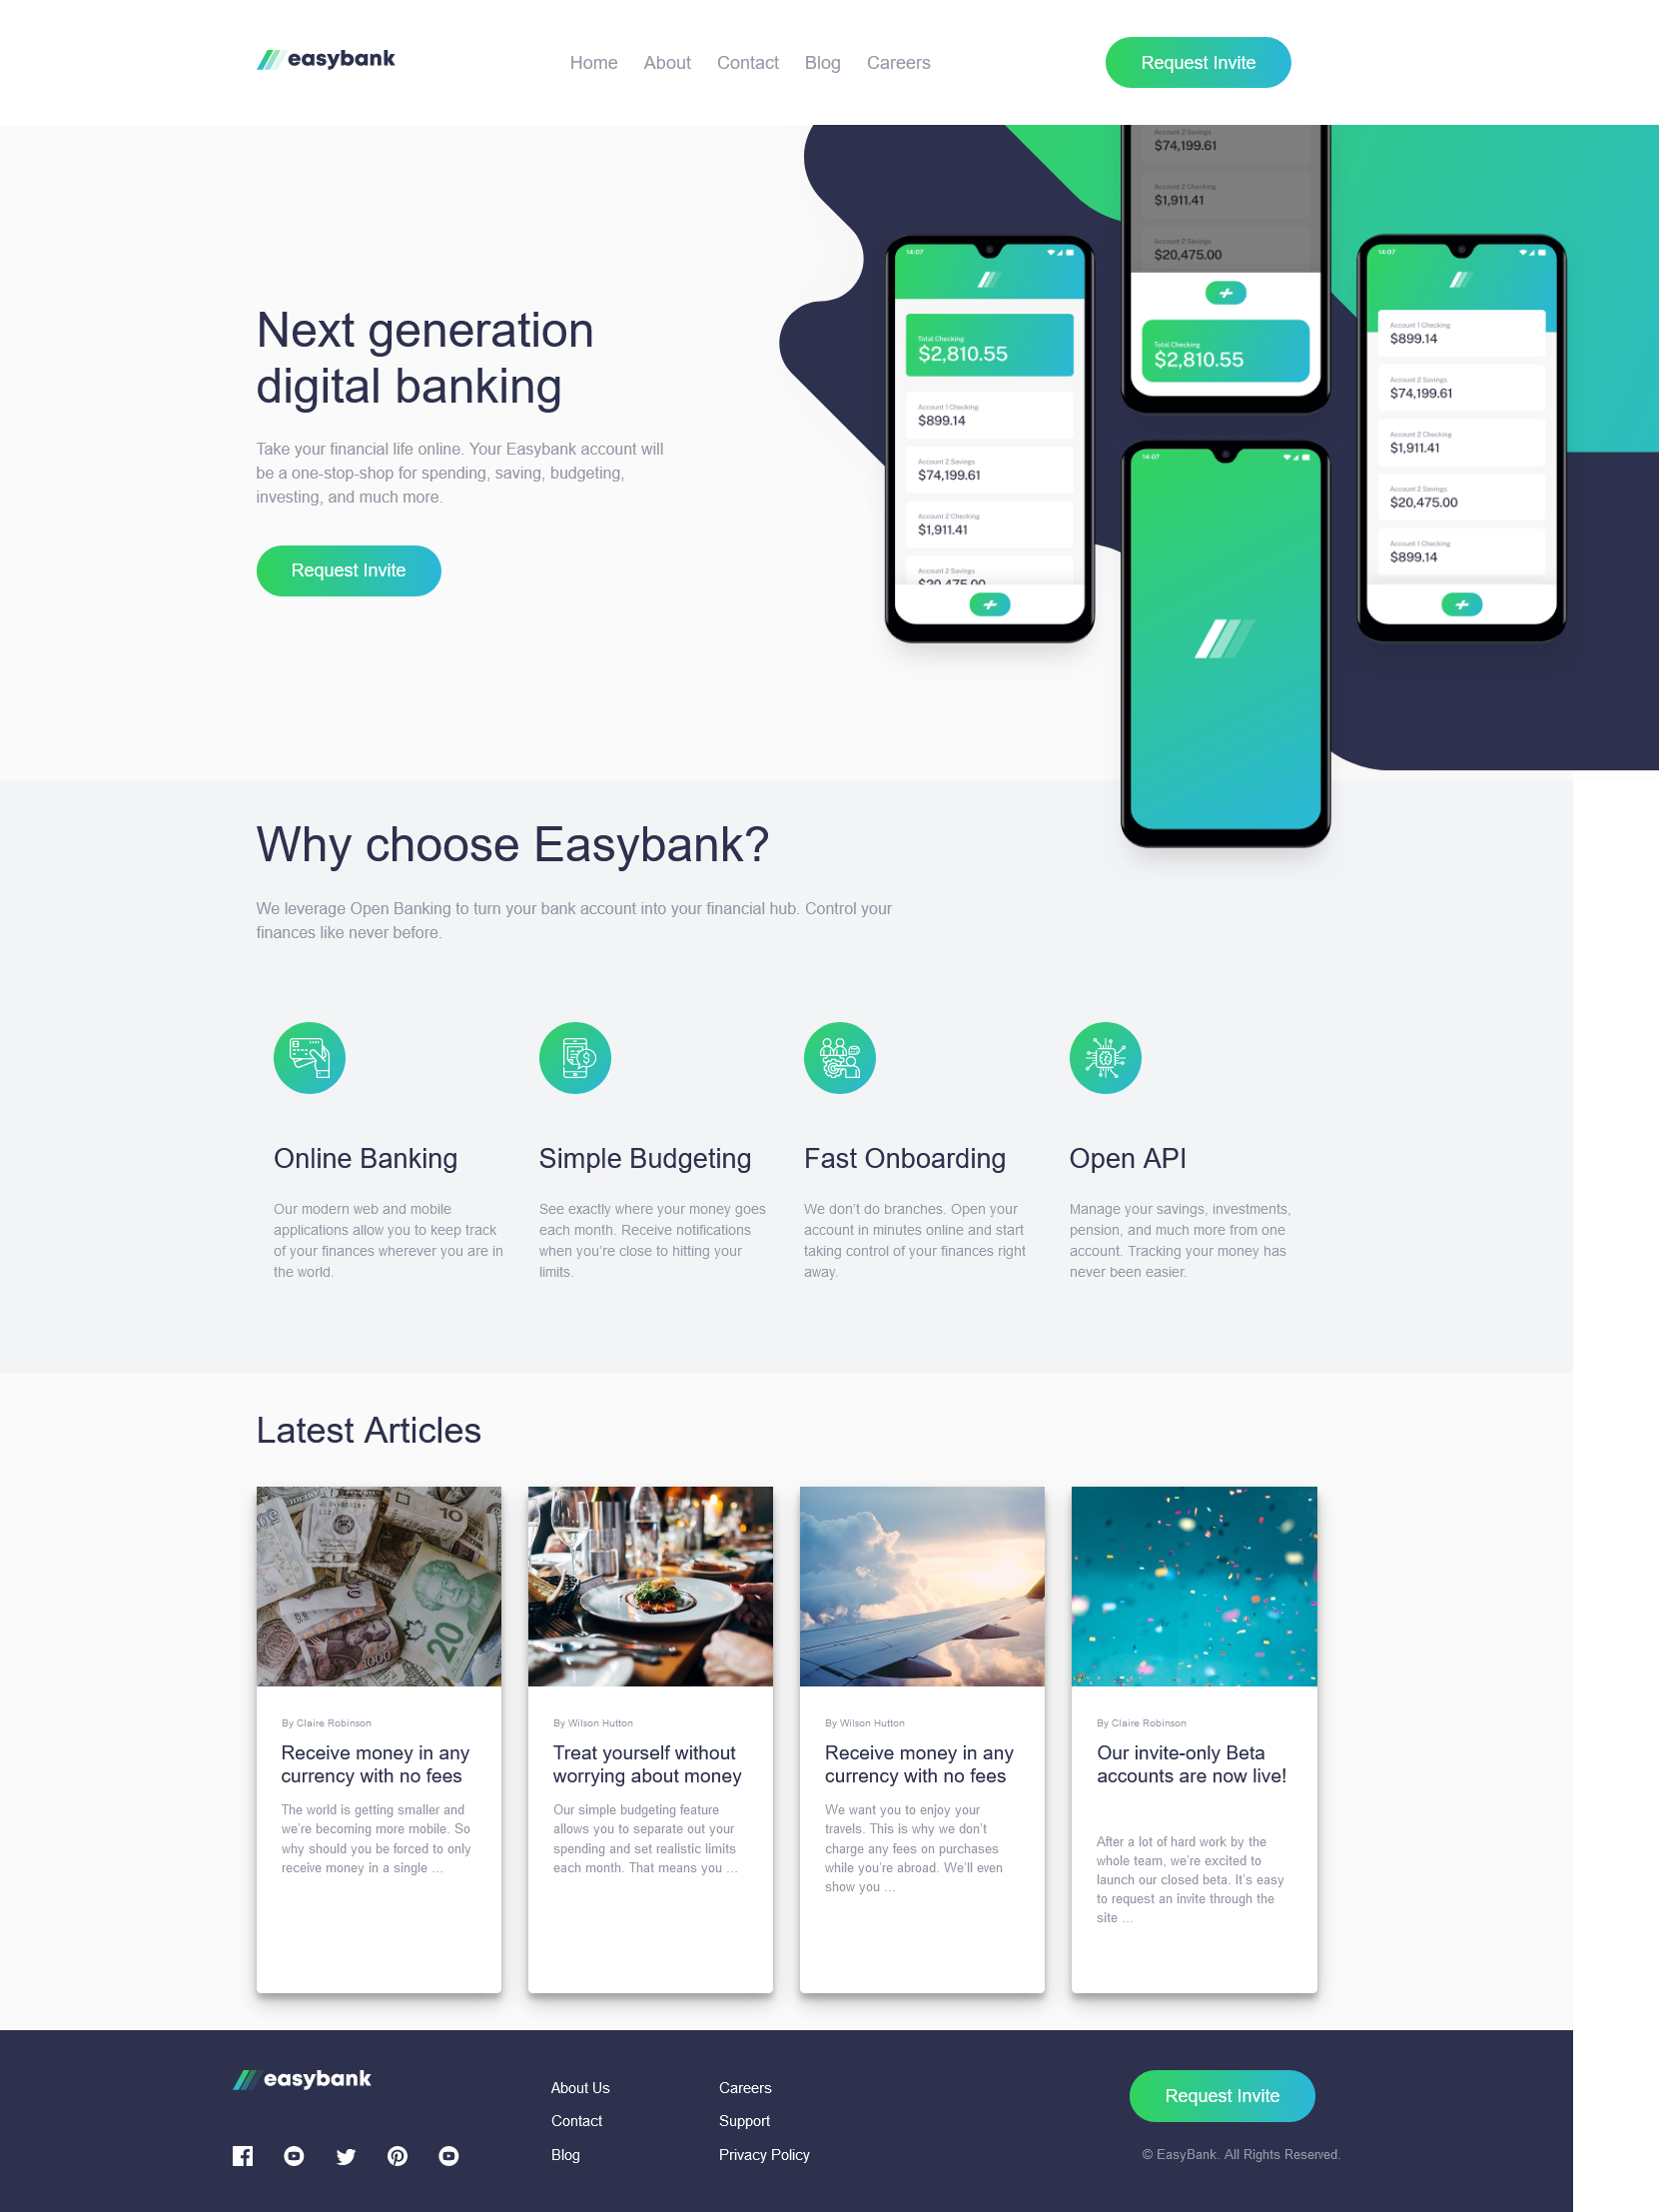 easybank
Home About Contact Blog Careers
Request Invite
Next generation
digital banking
Take your financial life online. Your Easybank account will
be a one-stop-shop for spending, saving, budgeting,
investing, and much more.
Request Invite
14:07
Total Checking
$2,810.55
Account 1 Checking
$899.14
Account 2 Savings
$74,199.61
Account 2 Checking
$1,911.41
Account 2 Savings
$20,475.00
Account 2 Savings
$74,199.61
Account 2 Checking
$1,911.41
Account 2 Savings
$20,475.00
Total Checking
$2,810.55
14:07
14:07
Account 1 Checking
$899.14
Account 2 Savings
$74,199.61
Account 2 Checking
$1,911.41
Account 2 Savings
$20,475.00
Account 1 Checking
$899.14
Why choose Easybank?
We leverage Open Banking to turn your bank account into your financial hub. Control your
finances like never before.
Online Banking
Our modern web and mobile
applications allow you to keep track
of your finances wherever you are in
the world.
Simple Budgeting
See exactly where your money goes
each month. Receive notifications
when you’re close to hitting your
limits.
Fast Onboarding
We don’t do branches. Open your
account in minutes online and start
taking control of your finances right
away.
Open API
Manage your savings, investments,
pension, and much more from one
account. Tracking your money has
never been easier.
Latest Articles
10
20
1000
By Claire Robinson
Receive money in any
currency with no fees
The world is getting smaller and
we’re becoming more mobile. So
why should you be forced to only
receive money in a single …
By Wilson Hutton
Treat yourself without
worrying about money
Our simple budgeting feature
allows you to separate out your
spending and set realistic limits
each month. That means you …
By Wilson Hutton
Receive money in any
currency with no fees
We want you to enjoy your
travels. This is why we don’t
charge any fees on purchases
while you’re abroad. We’ll even
show you …
By Claire Robinson
Our invite-only Beta
accounts are now live!
After a lot of hard work by the
whole team, we’re excited to
launch our closed beta. It’s easy
to request an invite through the
site …
easybank
About Us
Contact
Blog
Careers
Support
Privacy Policy
Request Invite
© EasyBank. All Rights Reserved.